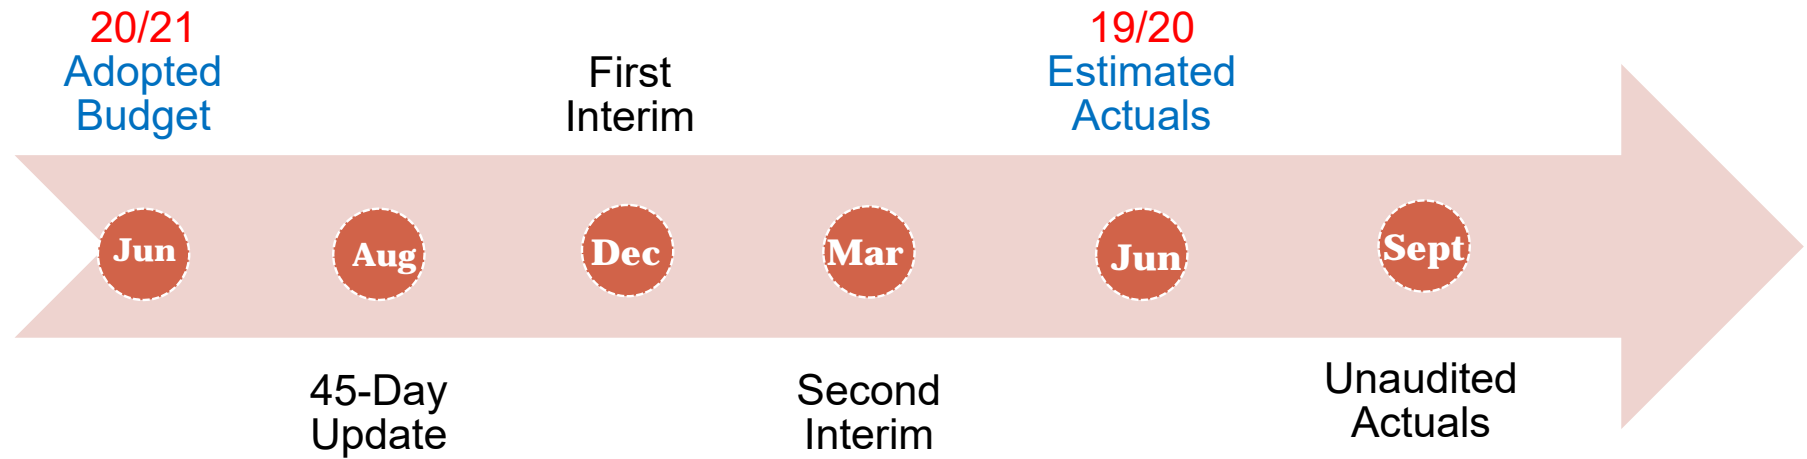 20/21
Adopted
Budget
First
Interim
19/20
Estimated
Actuals
Jun
Aug
Dec
Mar
Jun
Sept
45-Day
Update
Second
Interim
Unaudited
Actuals